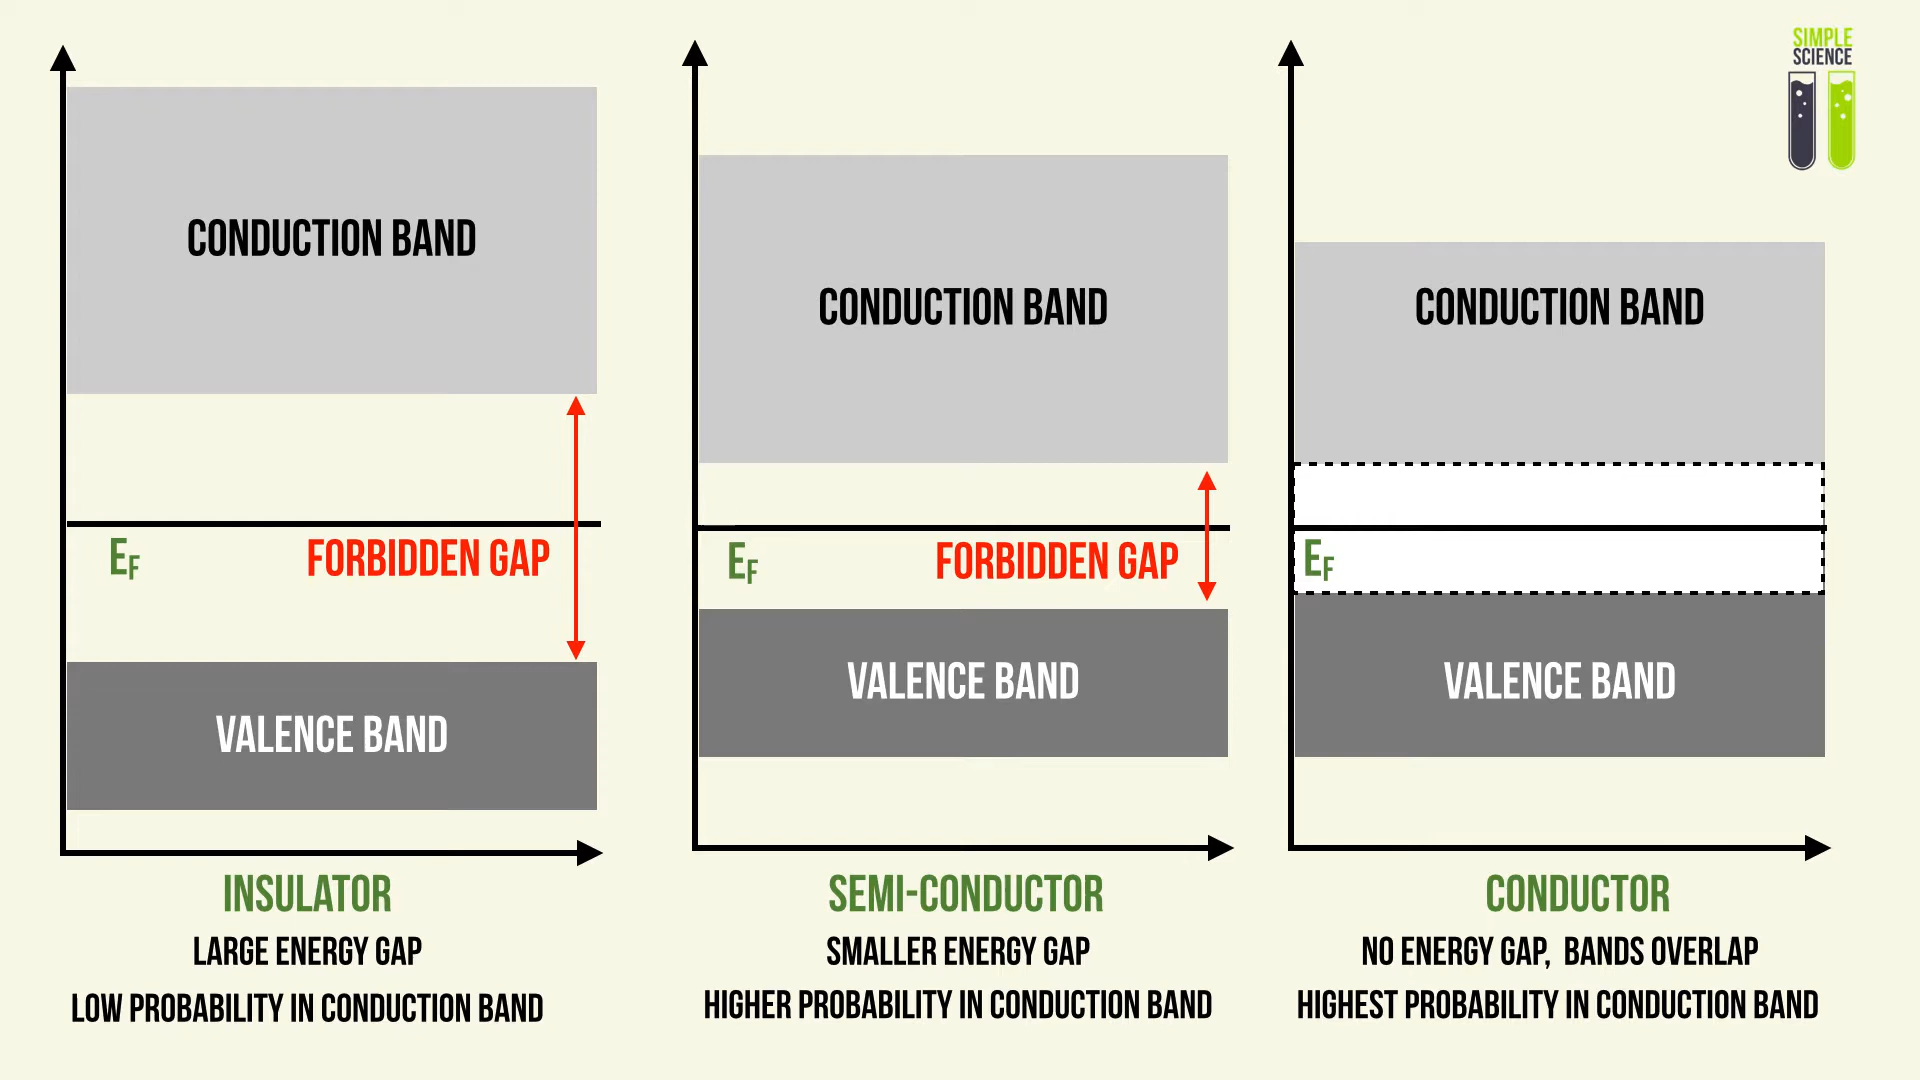 SIMPLE
SCIENCE
CONDUCTION BAND
EF
FORBIDDEN GAP
VALENCE BAND
INSULATOR
LARGE ENERGY GAP
LOW PROBABILITY IN CONDUCTION BAND
CONDUCTION BAND
EF
FORBIDDEN GAP
VALENCE BAND
SEMI-CONDUCTOR
SMALLER ENERGY GAP
HIGHER PROBABILITY IN CONDUCTION BAND
CONDUCTION BAND
EF
VALENCE BAND
CONDUCTOR
NO ENERGY GAP, BANDS OVERLAP
HIGHEST PROBABILITY IN CONDUCTION BAND